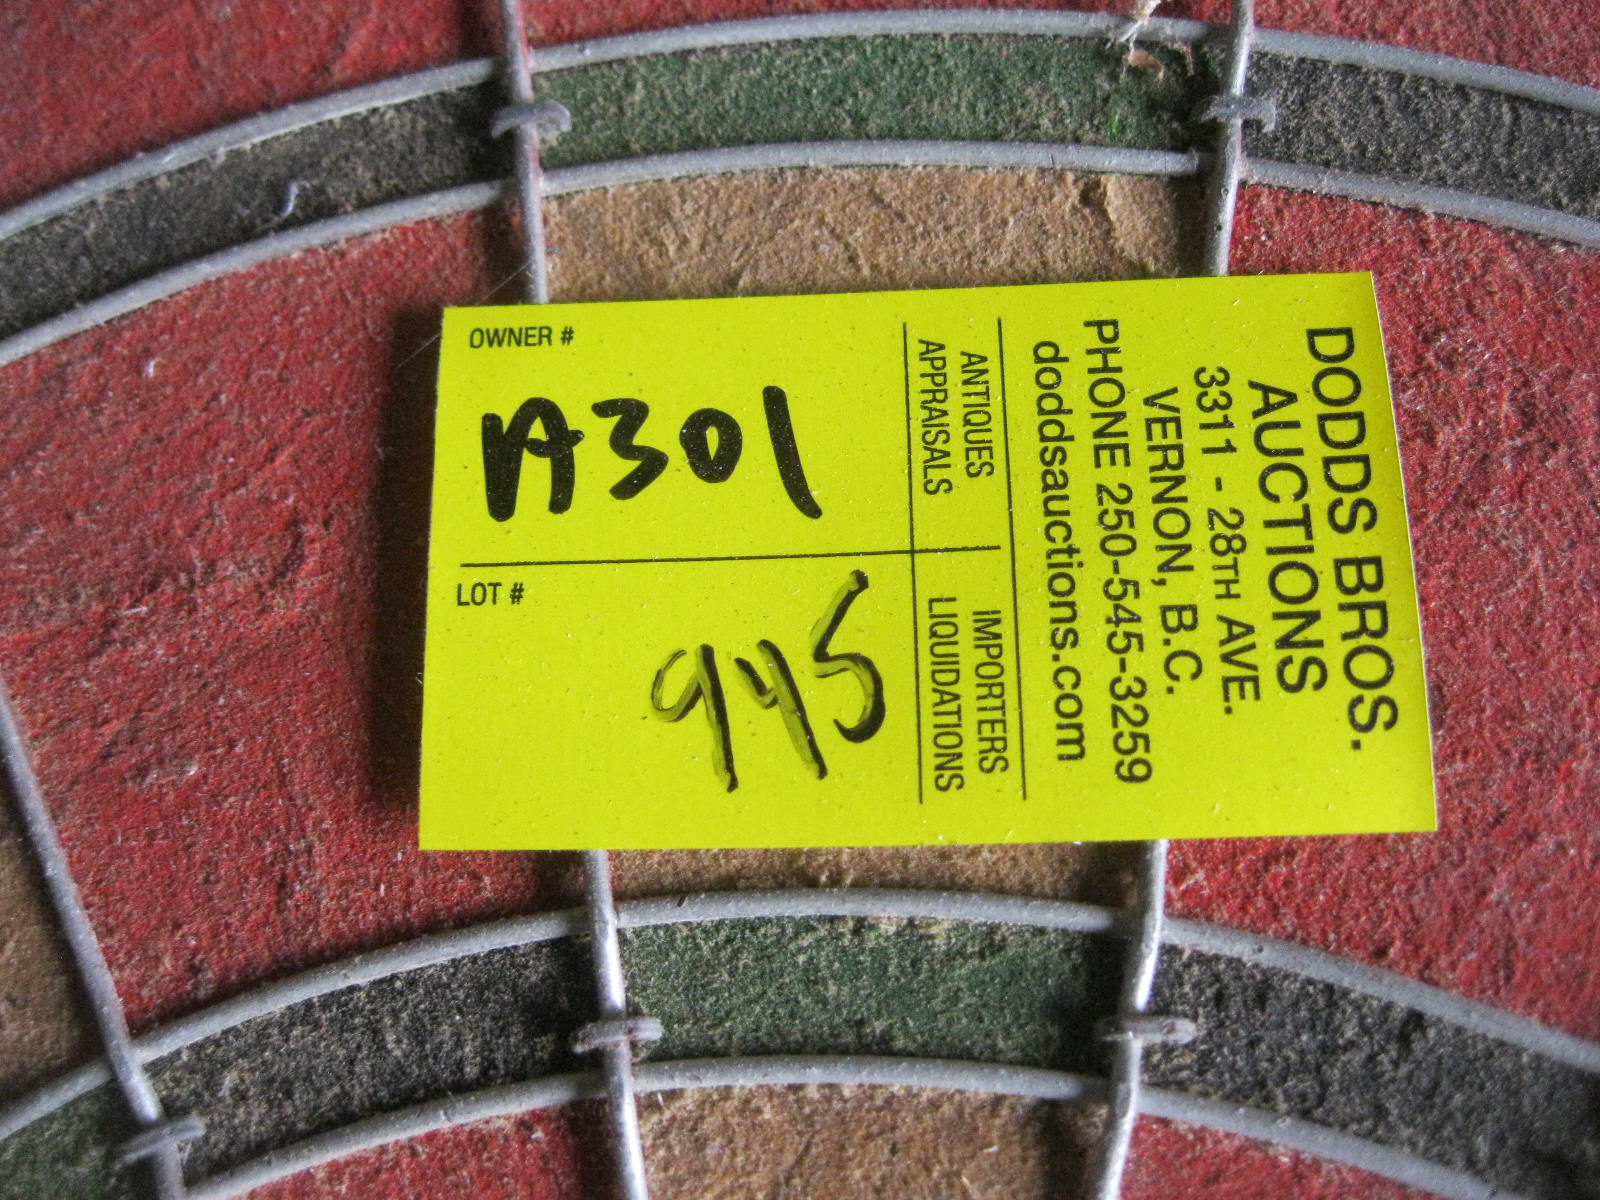 OWNER #
A301
LOT #
945
ANTIQUES
APPRAISALS
IMPORTERS
LIQUIDATIONS
DODDS BROS.
AUCTIONS
3311 - 28TH AVE.
VERNON, B.C.
PHONE 250-545-3259
doddsauctions.com